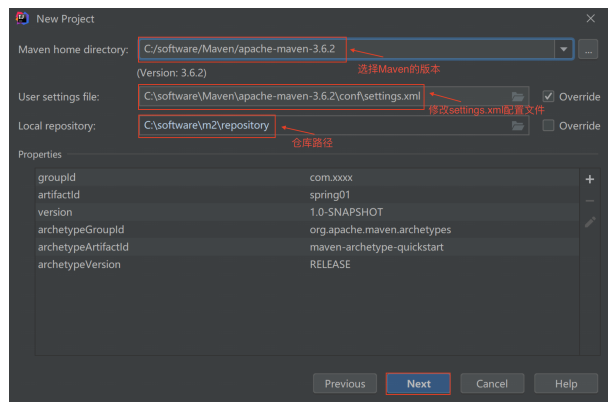 New Project
Maven home directory: C:/software/Maven/apache-maven-3.6.2 ...
(Version: 3.6.2) 选择Maven的版本
User settings file: C:\software\Maven\apache-maven-3.6.2\conf\settings.xml Override
修改settings.xml配置文件
Local repository: C:\software\m2\repository Override
仓库路径
Properties
groupId com.xxxx
artifactId spring01
version 1.0-SNAPSHOT
archetypeGroupId org.apache.maven.archetypes
archetypeArtifactId maven-archetype-quickstart
archetypeVersion RELEASE
Previous Next Cancel Help